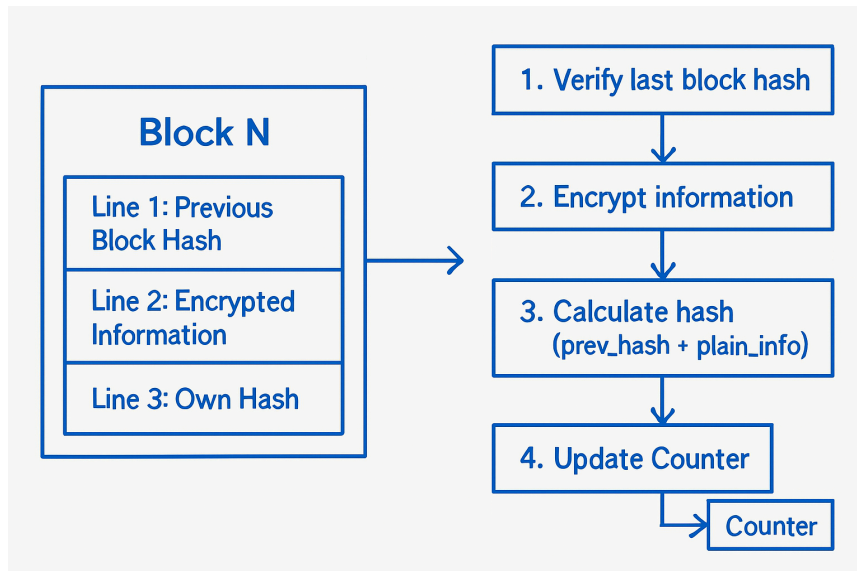 Block N
Line 1: Previous
Block Hash
Line 2: Encrypted
Information
Line 3: Own Hash
1. Verify last block hash
2. Encrypt information
3. Calculate hash
(prev_hash + plain_info)
4. Update Counter
Counter